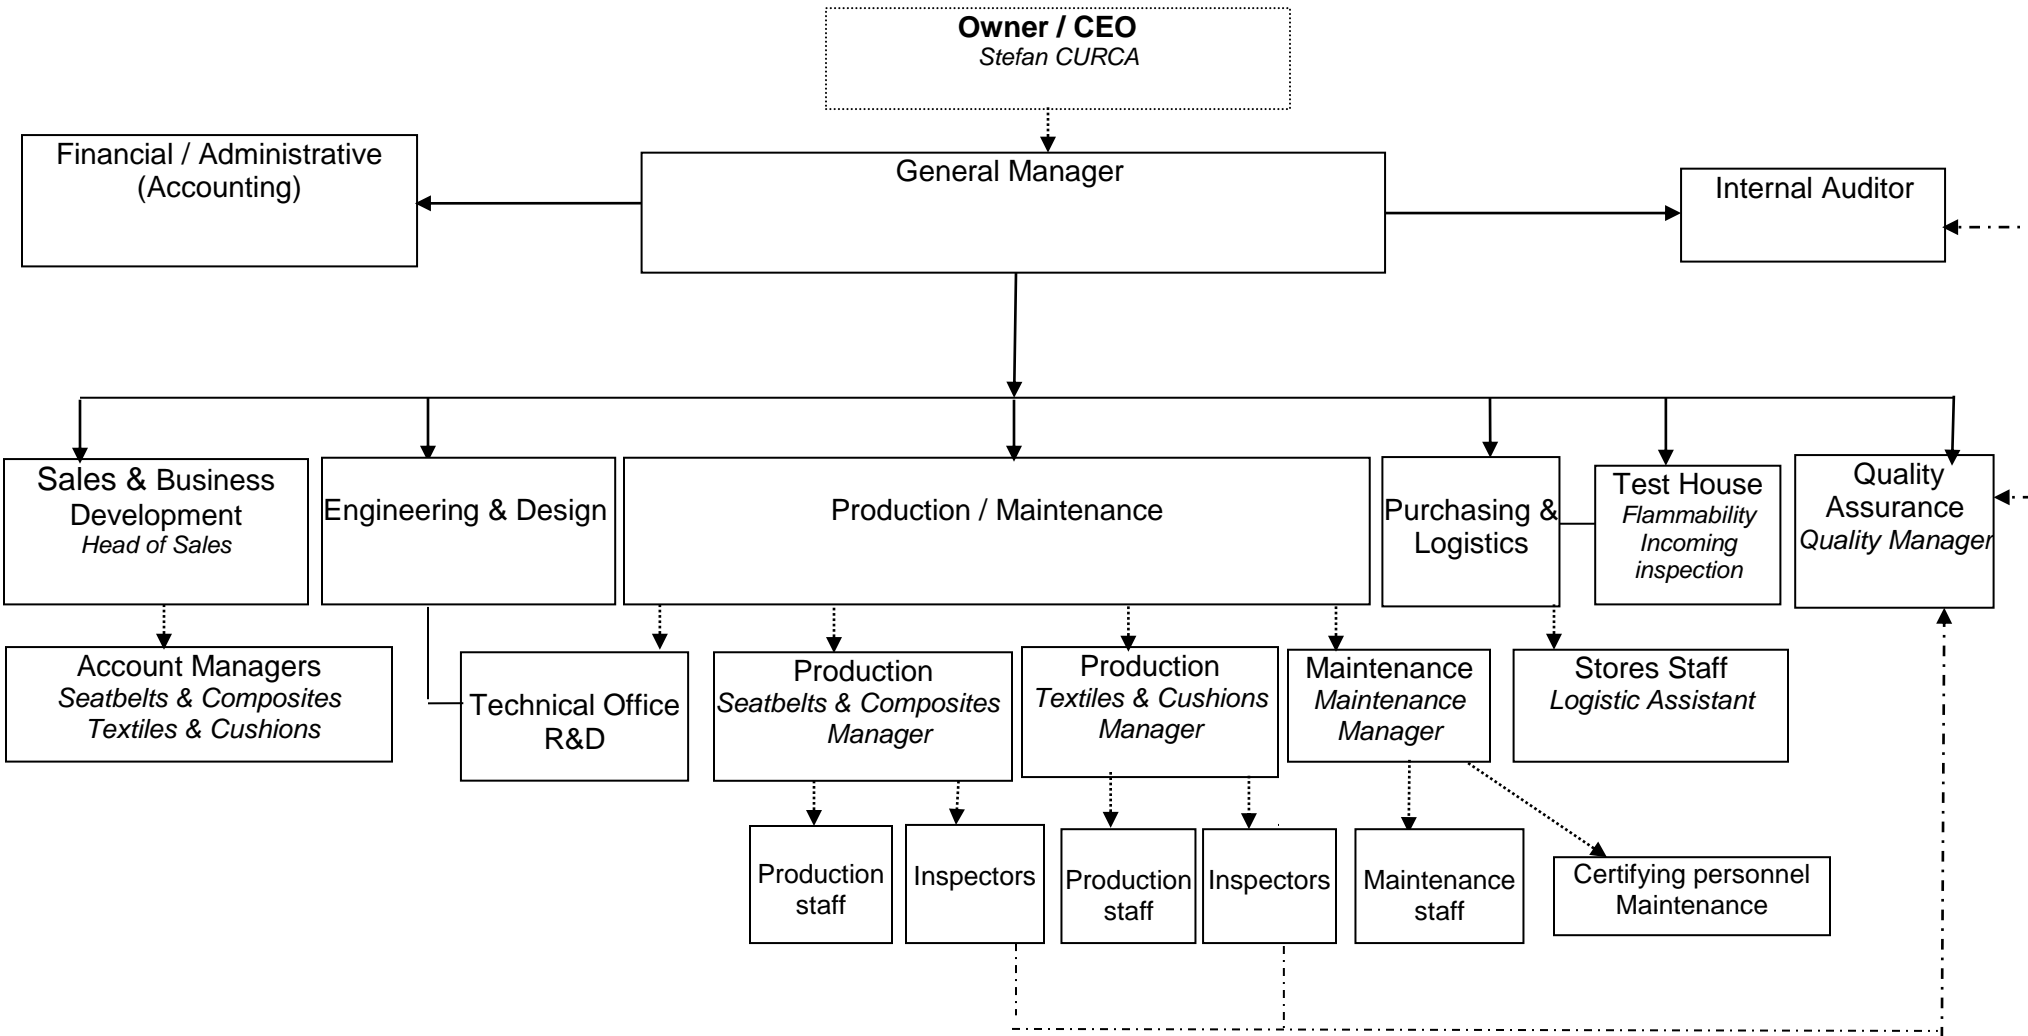 Owner / CEO
Stefan CURCA
Financial / Administrative
(Accounting)
General Manager
Internal Auditor
Sales & Business
Development
Head of Sales
Engineering & Design
Production / Maintenance
Purchasing &
Logistics
Test House
Flammability
Incoming
inspection
Quality
Assurance
Quality Manager
Account Managers
Seatbelts & Composites
Textiles & Cushions
Technical Office
R&D
Production
Seatbelts & Composites
Manager
Production
Textiles & Cushions
Manager
Maintenance
Maintenance
Manager
Stores Staff
Logistic Assistant
Production
staff
Inspectors
Production
staff
Inspectors
Maintenance
staff
Certifying personnel
Maintenance